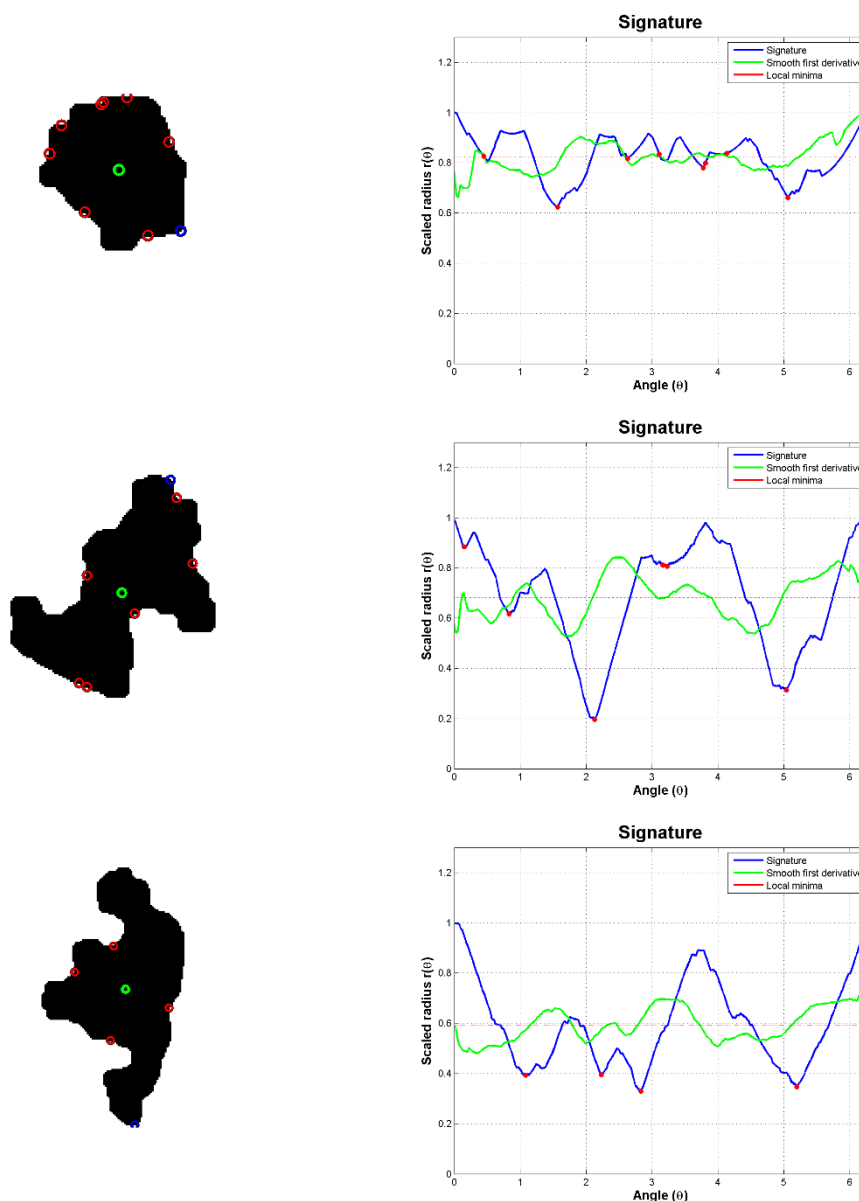 Signature
Signature
Smooth first derivative
Local minima
1.2
1
0.8
0.6
0.4
0.2
0
Scaled radius r(θ)
0 1 2 3 4 5 6
Angle (θ)
Signature
Signature
Smooth first derivative
Local minima
1.2
1
0.8
0.6
0.4
0.2
0
Scaled radius r(θ)
0 1 2 3 4 5 6
Angle (θ)
Signature
Signature
Smooth first derivative
Local minima
1.2
1
0.8
0.6
0.4
0.2
0
Scaled radius r(θ)
0 1 2 3 4 5 6
Angle (θ)